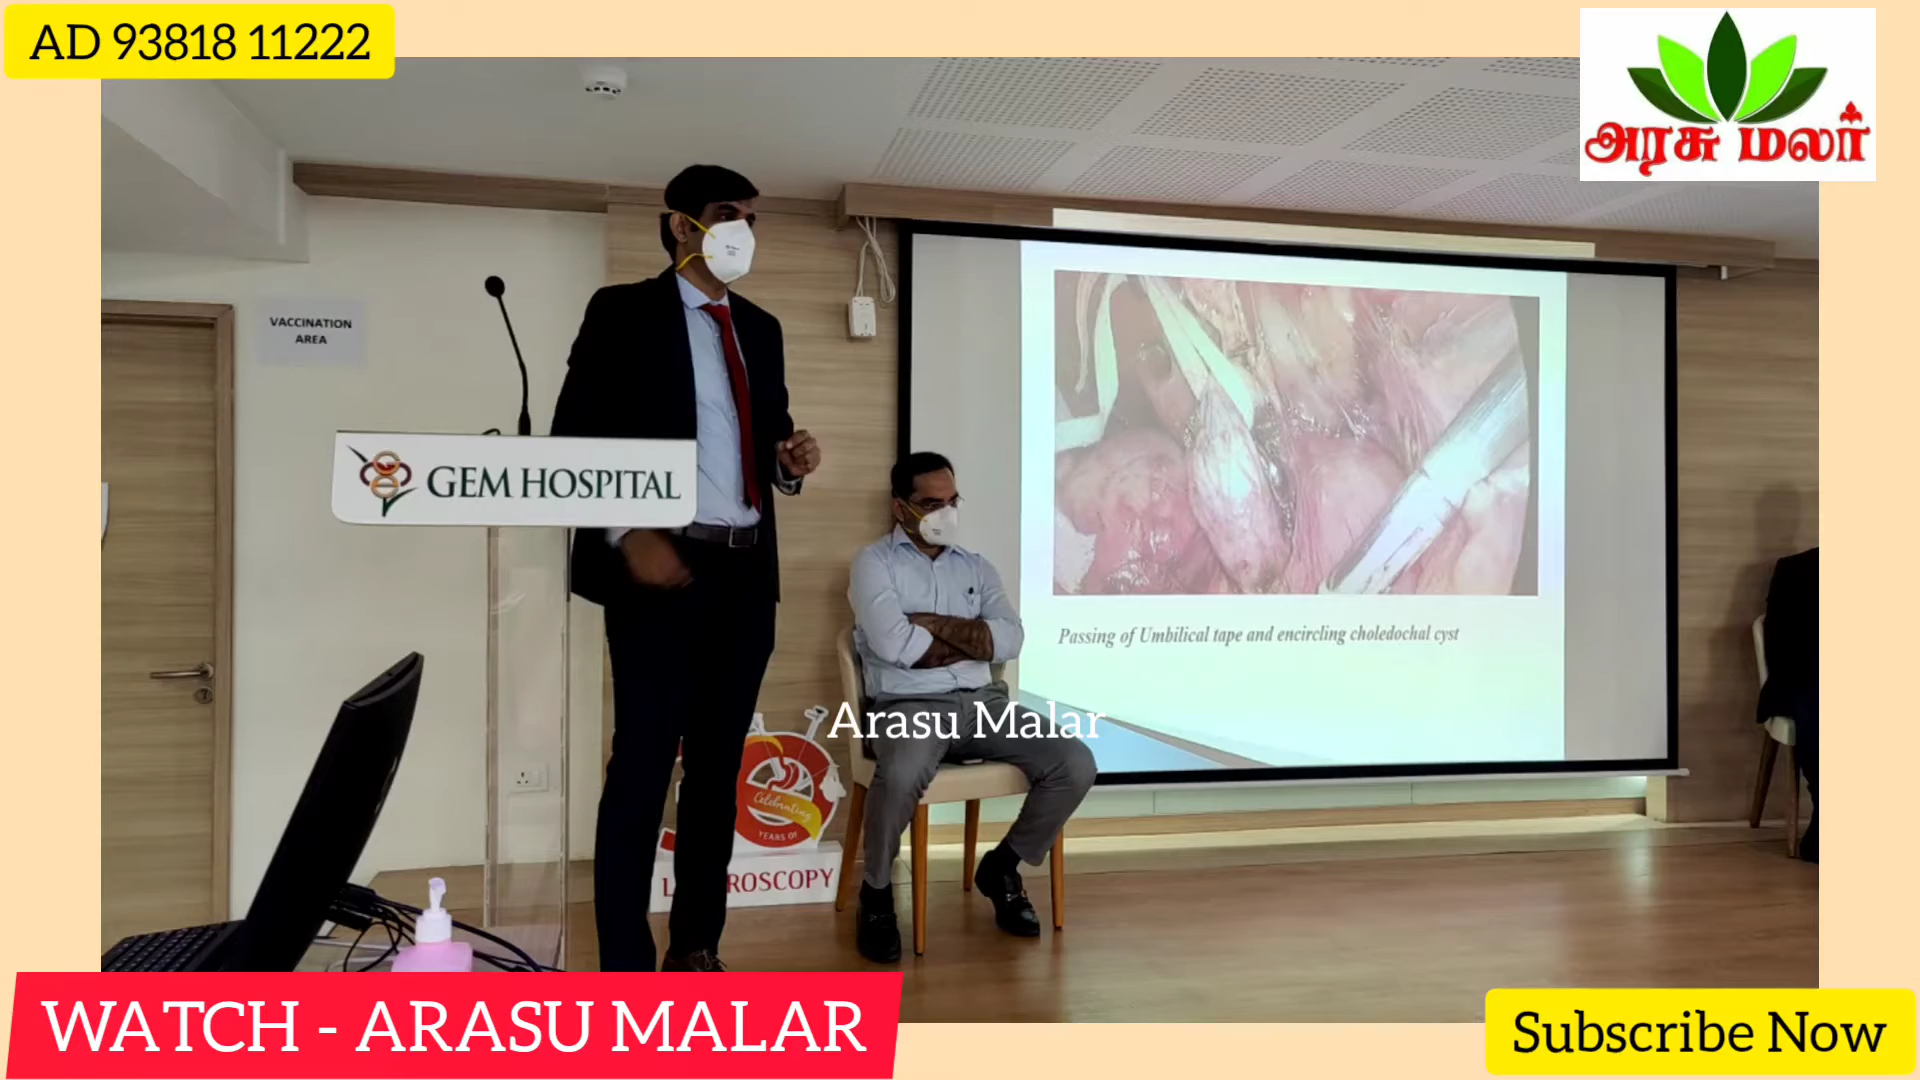 AD 93818 11222
அரசு மலர்
VACCINATION
AREA
GEM HOSPITAL
Passing of Umbilical tape and encircling choledochal cyst
Arasu Malar
Celebrating
YEARS OF
ROSCOPY
WATCH - ARASU MALAR
Subscribe Now